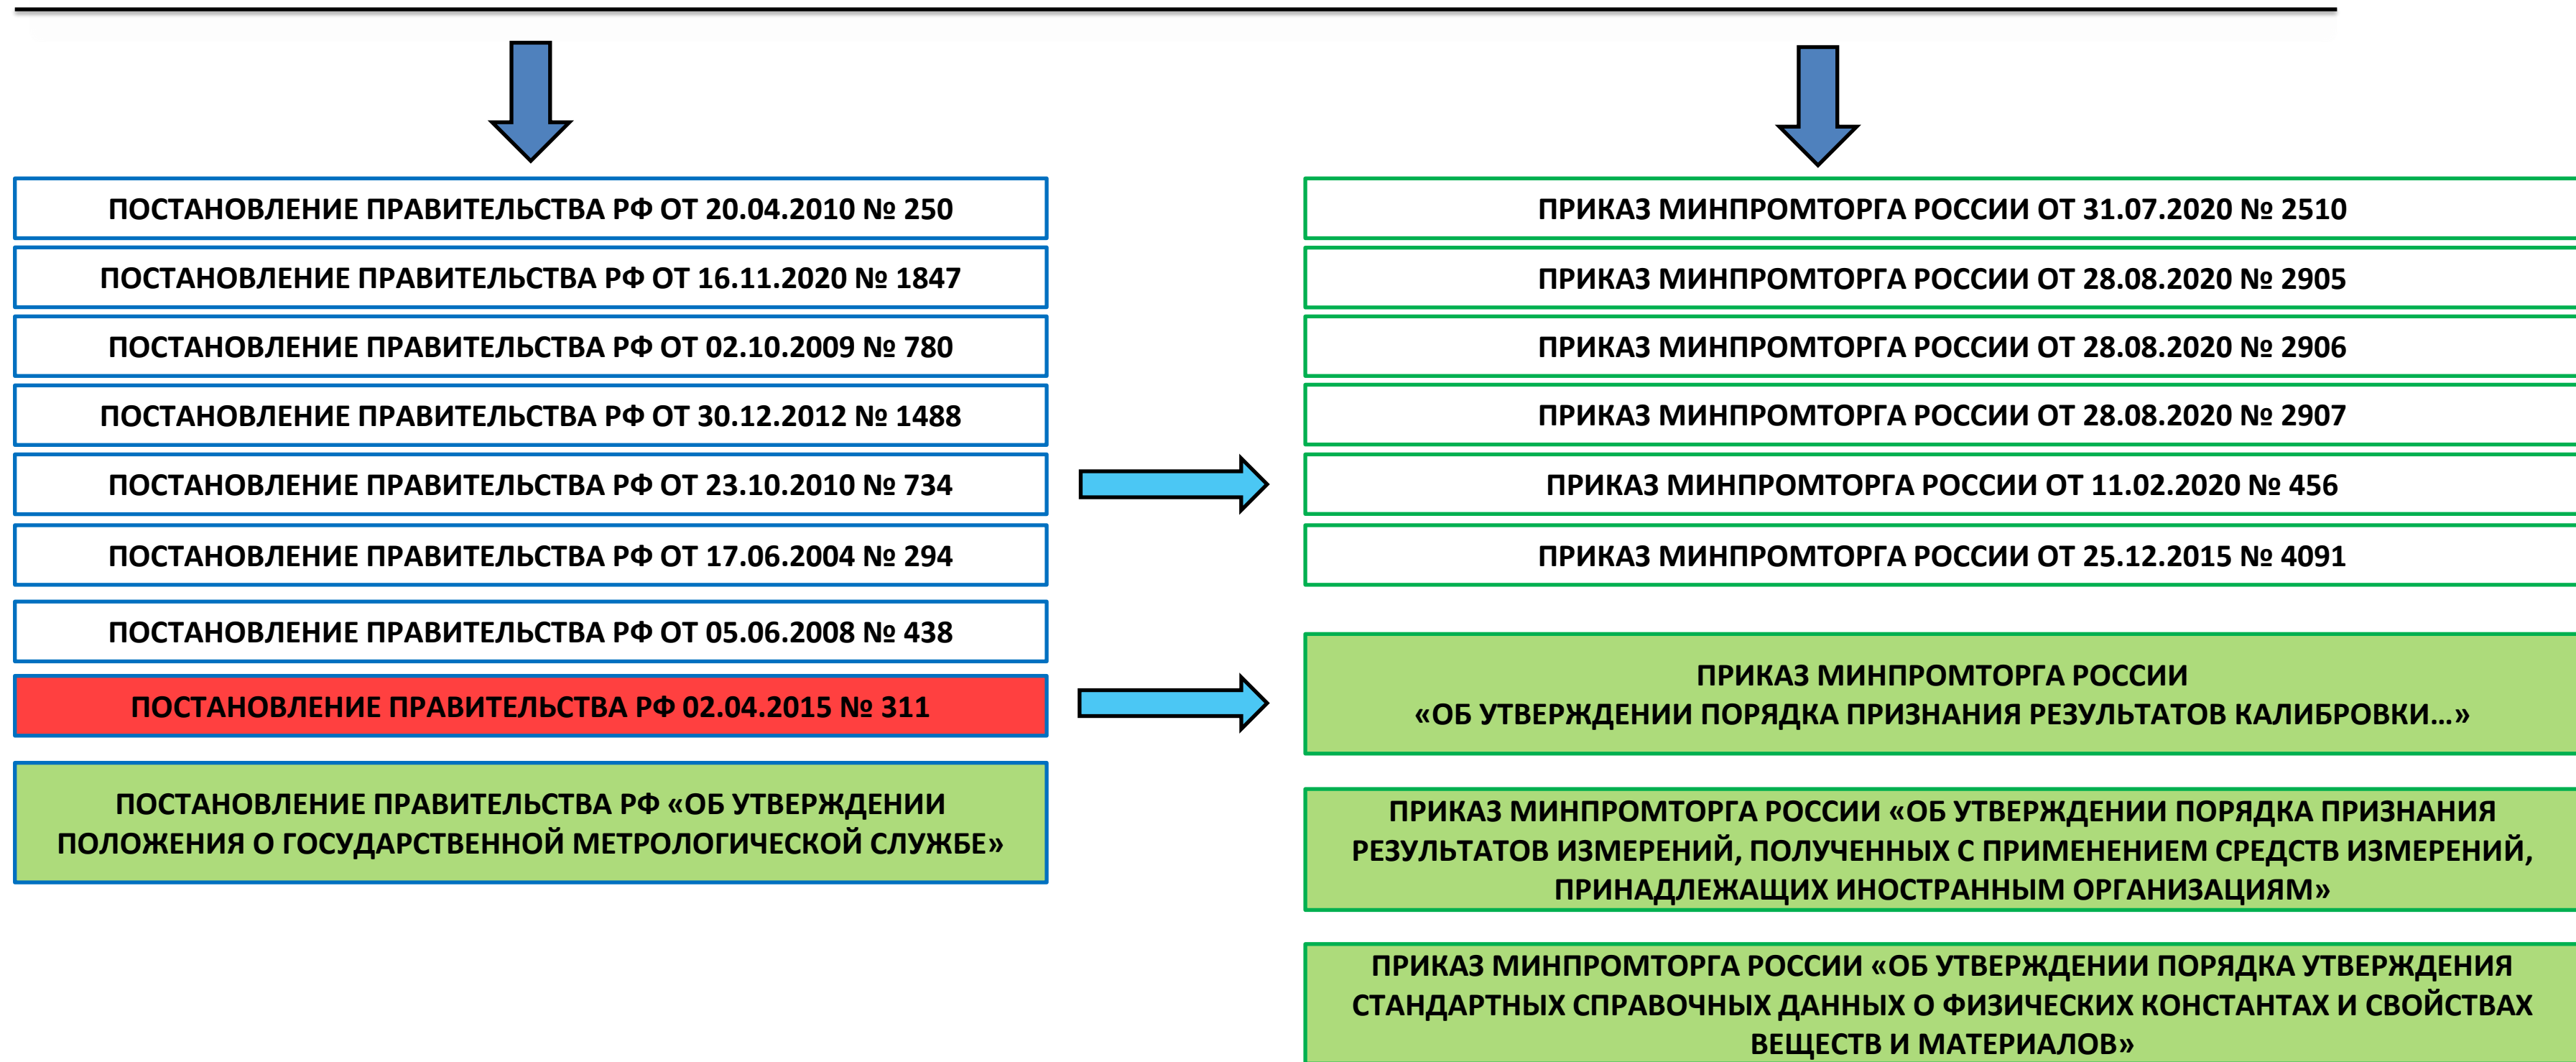 ПОСТАНОВЛЕНИЕ ПРАВИТЕЛЬСТВА РФ ОТ 20.04.2010 № 250
ПОСТАНОВЛЕНИЕ ПРАВИТЕЛЬСТВА РФ ОТ 16.11.2020 № 1847
ПОСТАНОВЛЕНИЕ ПРАВИТЕЛЬСТВА РФ ОТ 02.10.2009 № 780
ПОСТАНОВЛЕНИЕ ПРАВИТЕЛЬСТВА РФ ОТ 30.12.2012 № 1488
ПОСТАНОВЛЕНИЕ ПРАВИТЕЛЬСТВА РФ ОТ 23.10.2010 № 734
ПОСТАНОВЛЕНИЕ ПРАВИТЕЛЬСТВА РФ ОТ 17.06.2004 № 294
ПОСТАНОВЛЕНИЕ ПРАВИТЕЛЬСТВА РФ ОТ 05.06.2008 № 438
ПОСТАНОВЛЕНИЕ ПРАВИТЕЛЬСТВА РФ 02.04.2015 № 311
ПОСТАНОВЛЕНИЕ ПРАВИТЕЛЬСТВА РФ «ОБ УТВЕРЖДЕНИИ
ПОЛОЖЕНИЯ О ГОСУДАРСТВЕННОЙ МЕТРОЛОГИЧЕСКОЙ СЛУЖБЕ»
ПРИКАЗ МИНПРОМТОРГА РОССИИ ОТ 31.07.2020 № 2510
ПРИКАЗ МИНПРОМТОРГА РОССИИ ОТ 28.08.2020 № 2905
ПРИКАЗ МИНПРОМТОРГА РОССИИ ОТ 28.08.2020 № 2906
ПРИКАЗ МИНПРОМТОРГА РОССИИ ОТ 28.08.2020 № 2907
ПРИКАЗ МИНПРОМТОРГА РОССИИ ОТ 11.02.2020 № 456
ПРИКАЗ МИНПРОМТОРГА РОССИИ ОТ 25.12.2015 № 4091
ПРИКАЗ МИНПРОМТОРГА РОССИИ
«ОБ УТВЕРЖДЕНИИ ПОРЯДКА ПРИЗНАНИЯ РЕЗУЛЬТАТОВ КАЛИБРОВКИ…»
ПРИКАЗ МИНПРОМТОРГА РОССИИ «ОБ УТВЕРЖДЕНИИ ПОРЯДКА ПРИЗНАНИЯ
РЕЗУЛЬТАТОВ ИЗМЕРЕНИЙ, ПОЛУЧЕННЫХ С ПРИМЕНЕНИЕМ СРЕДСТВ ИЗМЕРЕНИЙ,
ПРИНАДЛЕЖАЩИХ ИНОСТРАННЫМ ОРГАНИЗАЦИЯМ»
ПРИКАЗ МИНПРОМТОРГА РОССИИ «ОБ УТВЕРЖДЕНИИ ПОРЯДКА УТВЕРЖДЕНИЯ
СТАНДАРТНЫХ СПРАВОЧНЫХ ДАННЫХ О ФИЗИЧЕСКИХ КОНСТАНТАХ И СВОЙСТВАХ
ВЕЩЕСТВ И МАТЕРИАЛОВ»